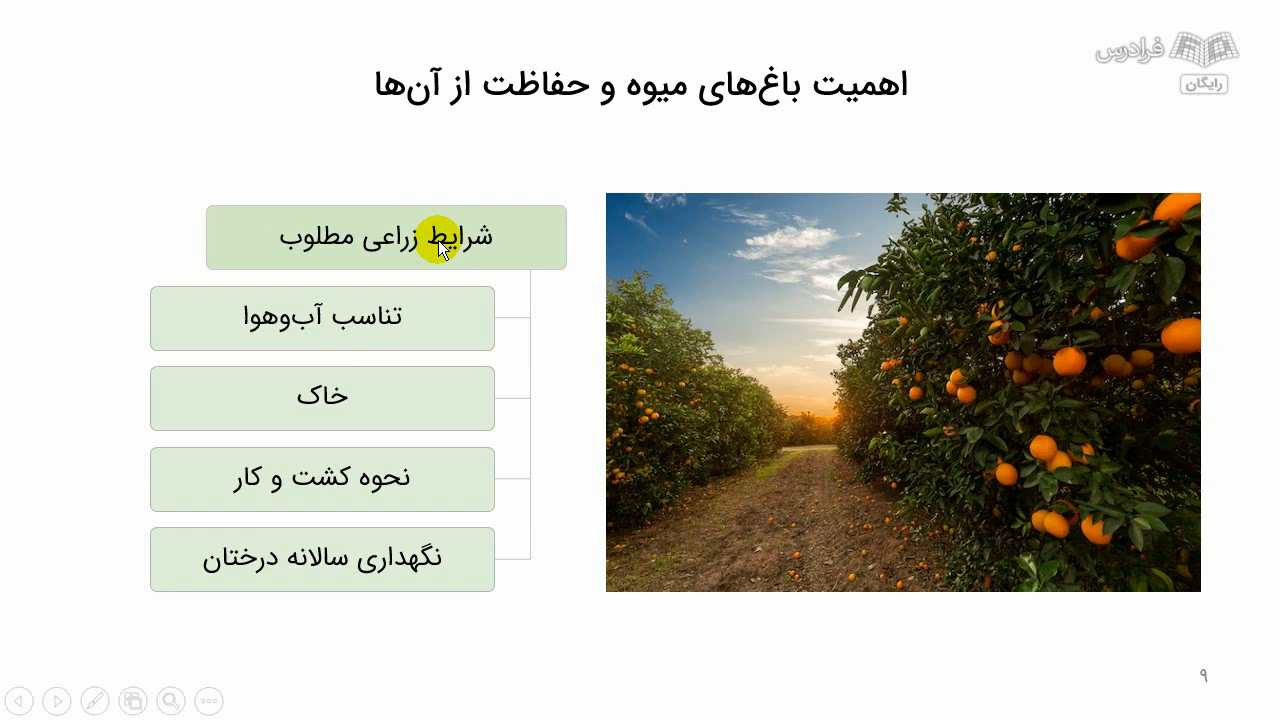 فرادرس
رایگان
اهمیت باغ‌های میوه و حفاظت از آن‌ها
شرایط زراعی مطلوب
تناسب آب‌وهوا
خاک
نحوه کشت و کار
نگهداری سالانه درختان
۹